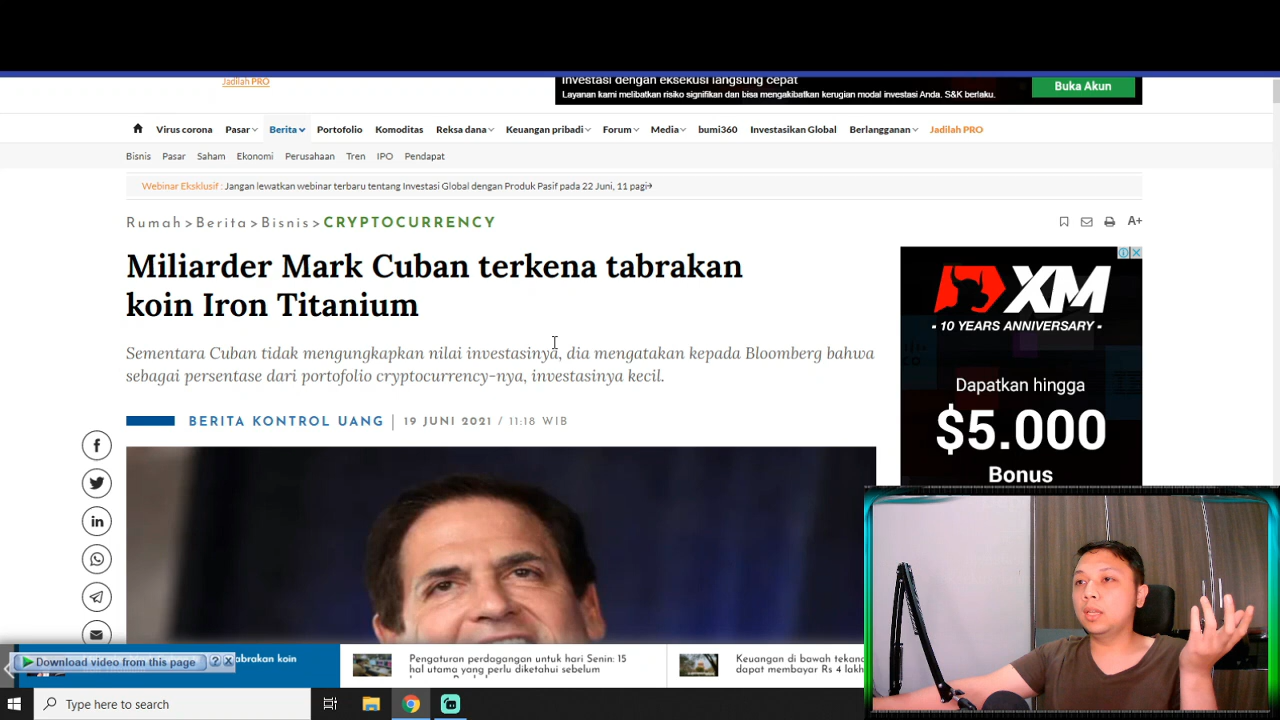 Jadilah PRO
Investasi dengan eksekusi langsung cepat
Layanan kami melibatkan risiko signifikan dan bisa mengakibatkan kerugian modal investasi Anda. S&K berlaku.
Buka Akun
Virus corona Pasar Berita Portofolio Komoditas Reksa dana Keuangan pribadi Forum Media bumi360 Investasikan Global Berlangganan Jadilah PRO
Bisnis Pasar Saham Ekonomi Perusahaan Tren IPO Pendapat
Webinar Eksklusif : Jangan lewatkan webinar terbaru tentang Investasi Global dengan Produk Pasif pada 22 Juni, 11 pagi
Rumah > Berita > Bisnis > CRYPTOCURRENCY
A+
Miliarder Mark Cuban terkena tabrakan
koin Iron Titanium
Sementara Cuban tidak mengungkapkan nilai investasinya, dia mengatakan kepada Bloomberg bahwa
sebagai persentase dari portofolio cryptocurrency-nya, investasinya kecil.
BERITA KONTROL UANG | 19 JUNI 2021 / 11:18 WIB
XM
- 10 YEARS ANNIVERSARY -
Dapatkan hingga
$5.000
Bonus
Download video from this page ? X
abrakan koin
Pengaturan perdagangan untuk hari Senin: 15
hal utama yang perlu diketahui sebelum
Keuangan di bawah tekana
dapat membayar Rs 4 lakh
Type here to search